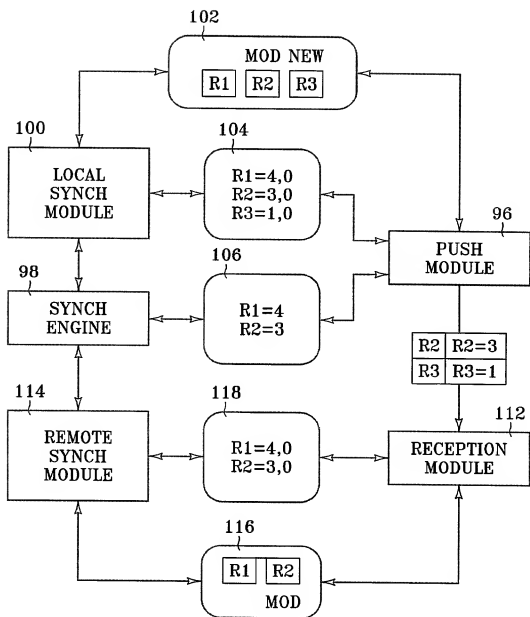 102
MOD NEW
R1 R2 R3
100
LOCAL
SYNCH
MODULE
104
R1=4,0
R2=3,0
R3=1,0
96
PUSH
MODULE
98
SYNCH
ENGINE
106
R1=4
R2=3
R2 R2=3
R3 R3=1
114
REMOTE
SYNCH
MODULE
118
R1=4,0
R2=3,0
112
RECEPTION
MODULE
116
R1 R2
MOD